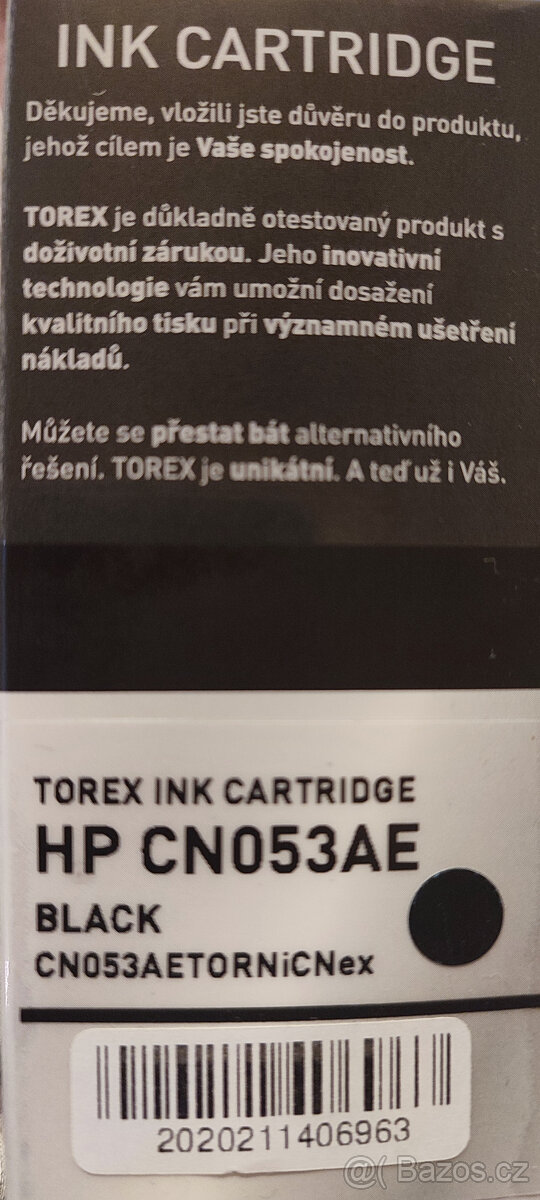 INK CARTRIDGE
Děkujeme, vložili jste důvěru do produktu,
jehož cílem je Vaše spokojenost.
TOREX je důkladně otestovaný produkt s
doživotní zárukou. Jeho inovativní
technologie vám umožní dosažení
kvalitního tisku při významném ušetření
nákladů.
Můžete se přestat bát alternativního
řešení. TOREX je unikátní. A teď už i Váš.
TOREX INK CARTRIDGE
HP CN053AE
BLACK
CN053AETORNiCNex
2020211406963
@( Bazos.cz